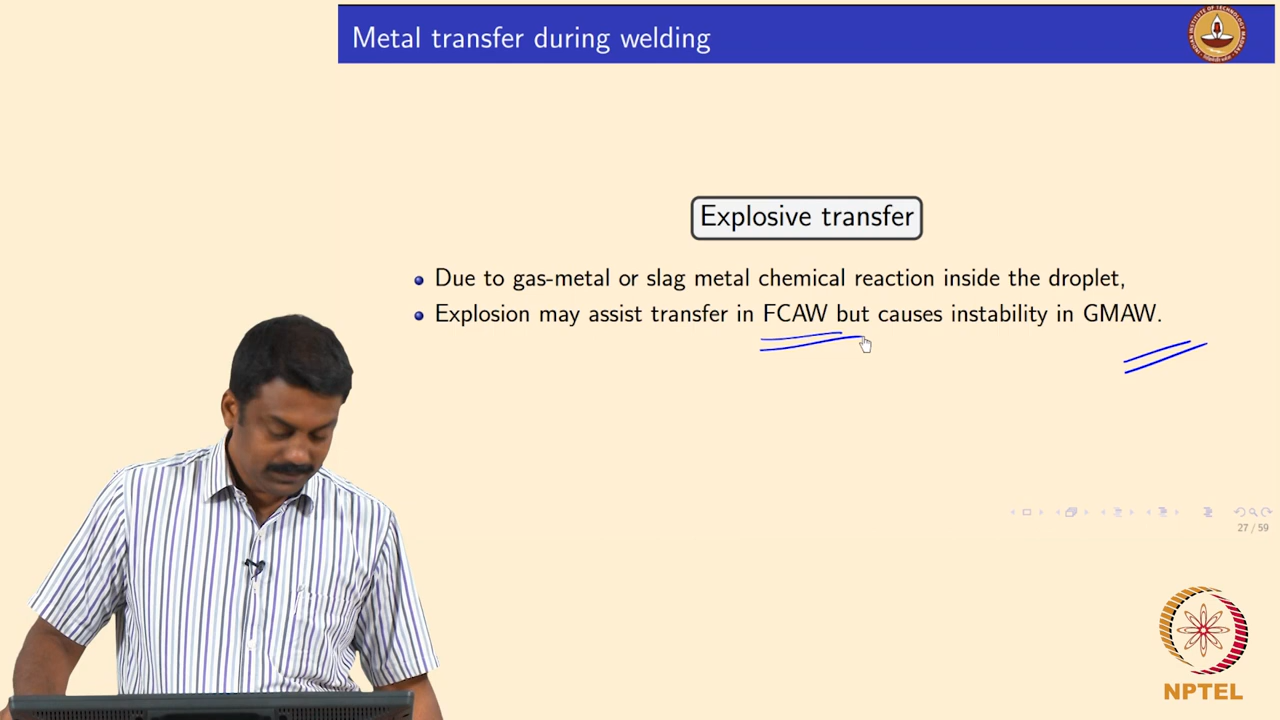 Metal transfer during welding
Explosive transfer
Due to gas-metal or slag metal chemical reaction inside the droplet,
Explosion may assist transfer in FCAW but causes instability in GMAW.
27 / 59
NPTEL